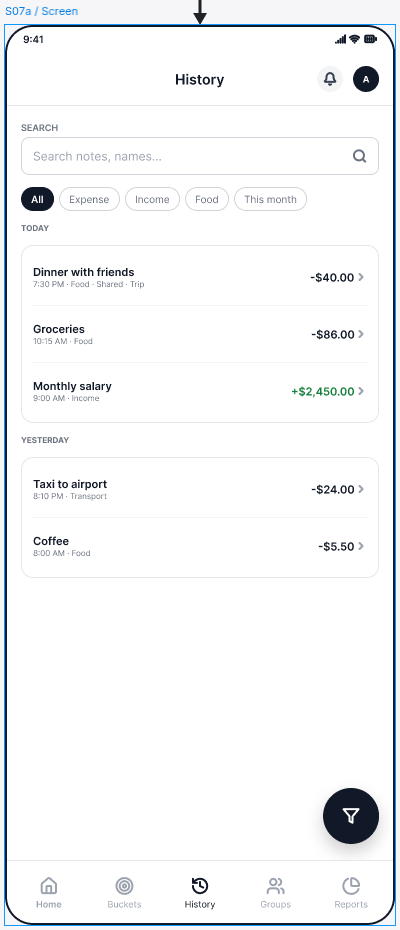 S07a / Screen
9:41
History
A
SEARCH
Search notes, names...
All Expense Income Food This month
TODAY
Dinner with friends
7:30 PM · Food · Shared · Trip
-$40.00
Groceries
10:15 AM · Food
-$86.00
Monthly salary
9:00 AM · Income
+$2,450.00
YESTERDAY
Taxi to airport
8:10 PM · Transport
-$24.00
Coffee
8:00 AM · Food
-$5.50
Home Buckets History Groups Reports